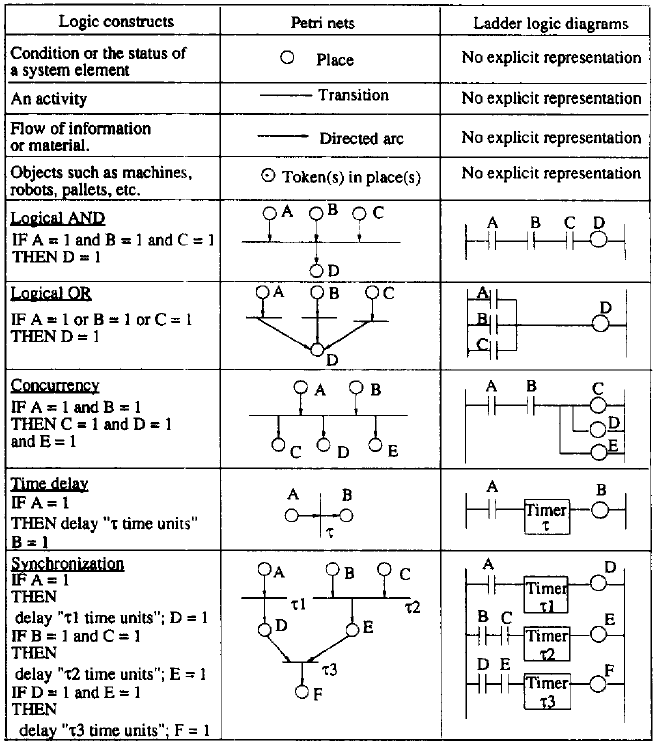 Logic constructs
Petri nets
Ladder logic diagrams
Condition or the status of
a system element
Place
No explicit representation
An activity
Transition
No explicit representation
Flow of information
or material.
Directed arc
No explicit representation
Objects such as machines,
robots, pallets, etc.
Token(s) in place(s)
No explicit representation
Logical AND
IF A = 1 and B = 1 and C = 1
THEN D = 1
A B C
D
A B C D
Logical OR
IF A = 1 or B = 1 or C = 1
THEN D = 1
A B C
D
A
B
C
D
Concurrency
IF A = 1 and B = 1
THEN C = 1 and D = 1
and E = 1
A B
C D E
A B C
D
E
Time delay
IF A = 1
THEN delay "τ time units"
B = 1
A B
τ
A B
Timer
τ
Synchronization
IF A = 1
THEN
delay "τ1 time units"; D = 1
IF B = 1 and C = 1
THEN
delay "τ2 time units"; E = 1
IF D = 1 and E = 1
THEN
delay "τ3 time units"; F = 1
A B C
τ1 τ2
D E
τ3
F
A D
Timer
τ1
B C E
Timer
τ2
D E F
Timer
τ3